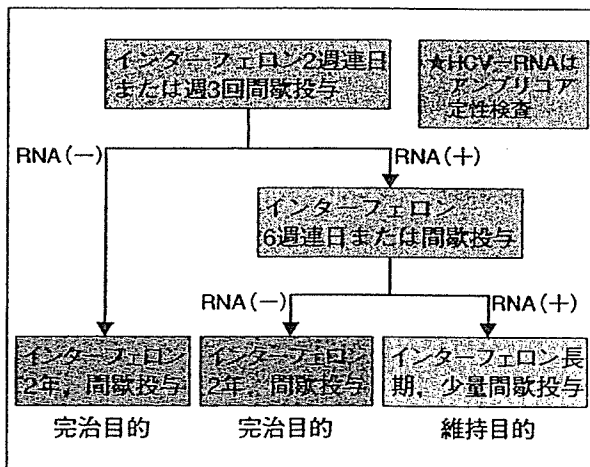 インターフェロン2週連日
または週3回間歇投与
★HCV-RNAは
アンプリコア
定性検査
RNA(-)
RNA(+)
インターフェロン
6週連日または間歇投与
RNA(-)
RNA(+)
インターフェロン
2年,間歇投与
インターフェロン
2年,間歇投与
インターフェロン長
期,少量間歇投与
完治目的
完治目的
維持目的